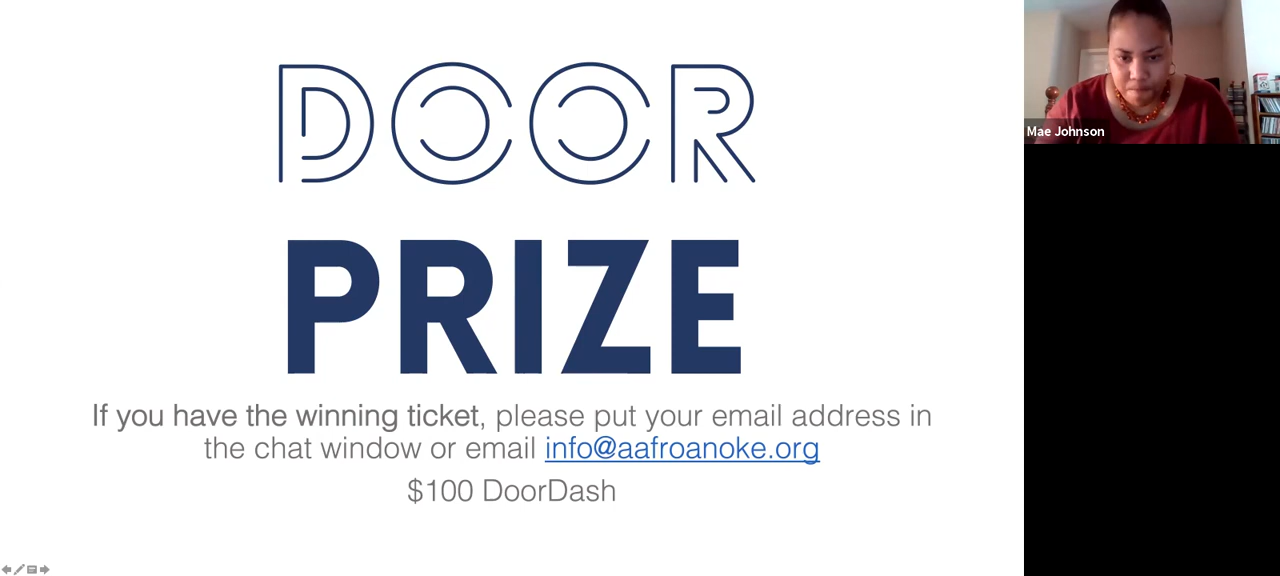 DOOR
PRIZE
If you have the winning ticket, please put your email address in
the chat window or email info@aafroanoke.org
$100 DoorDash
Mae Johnson